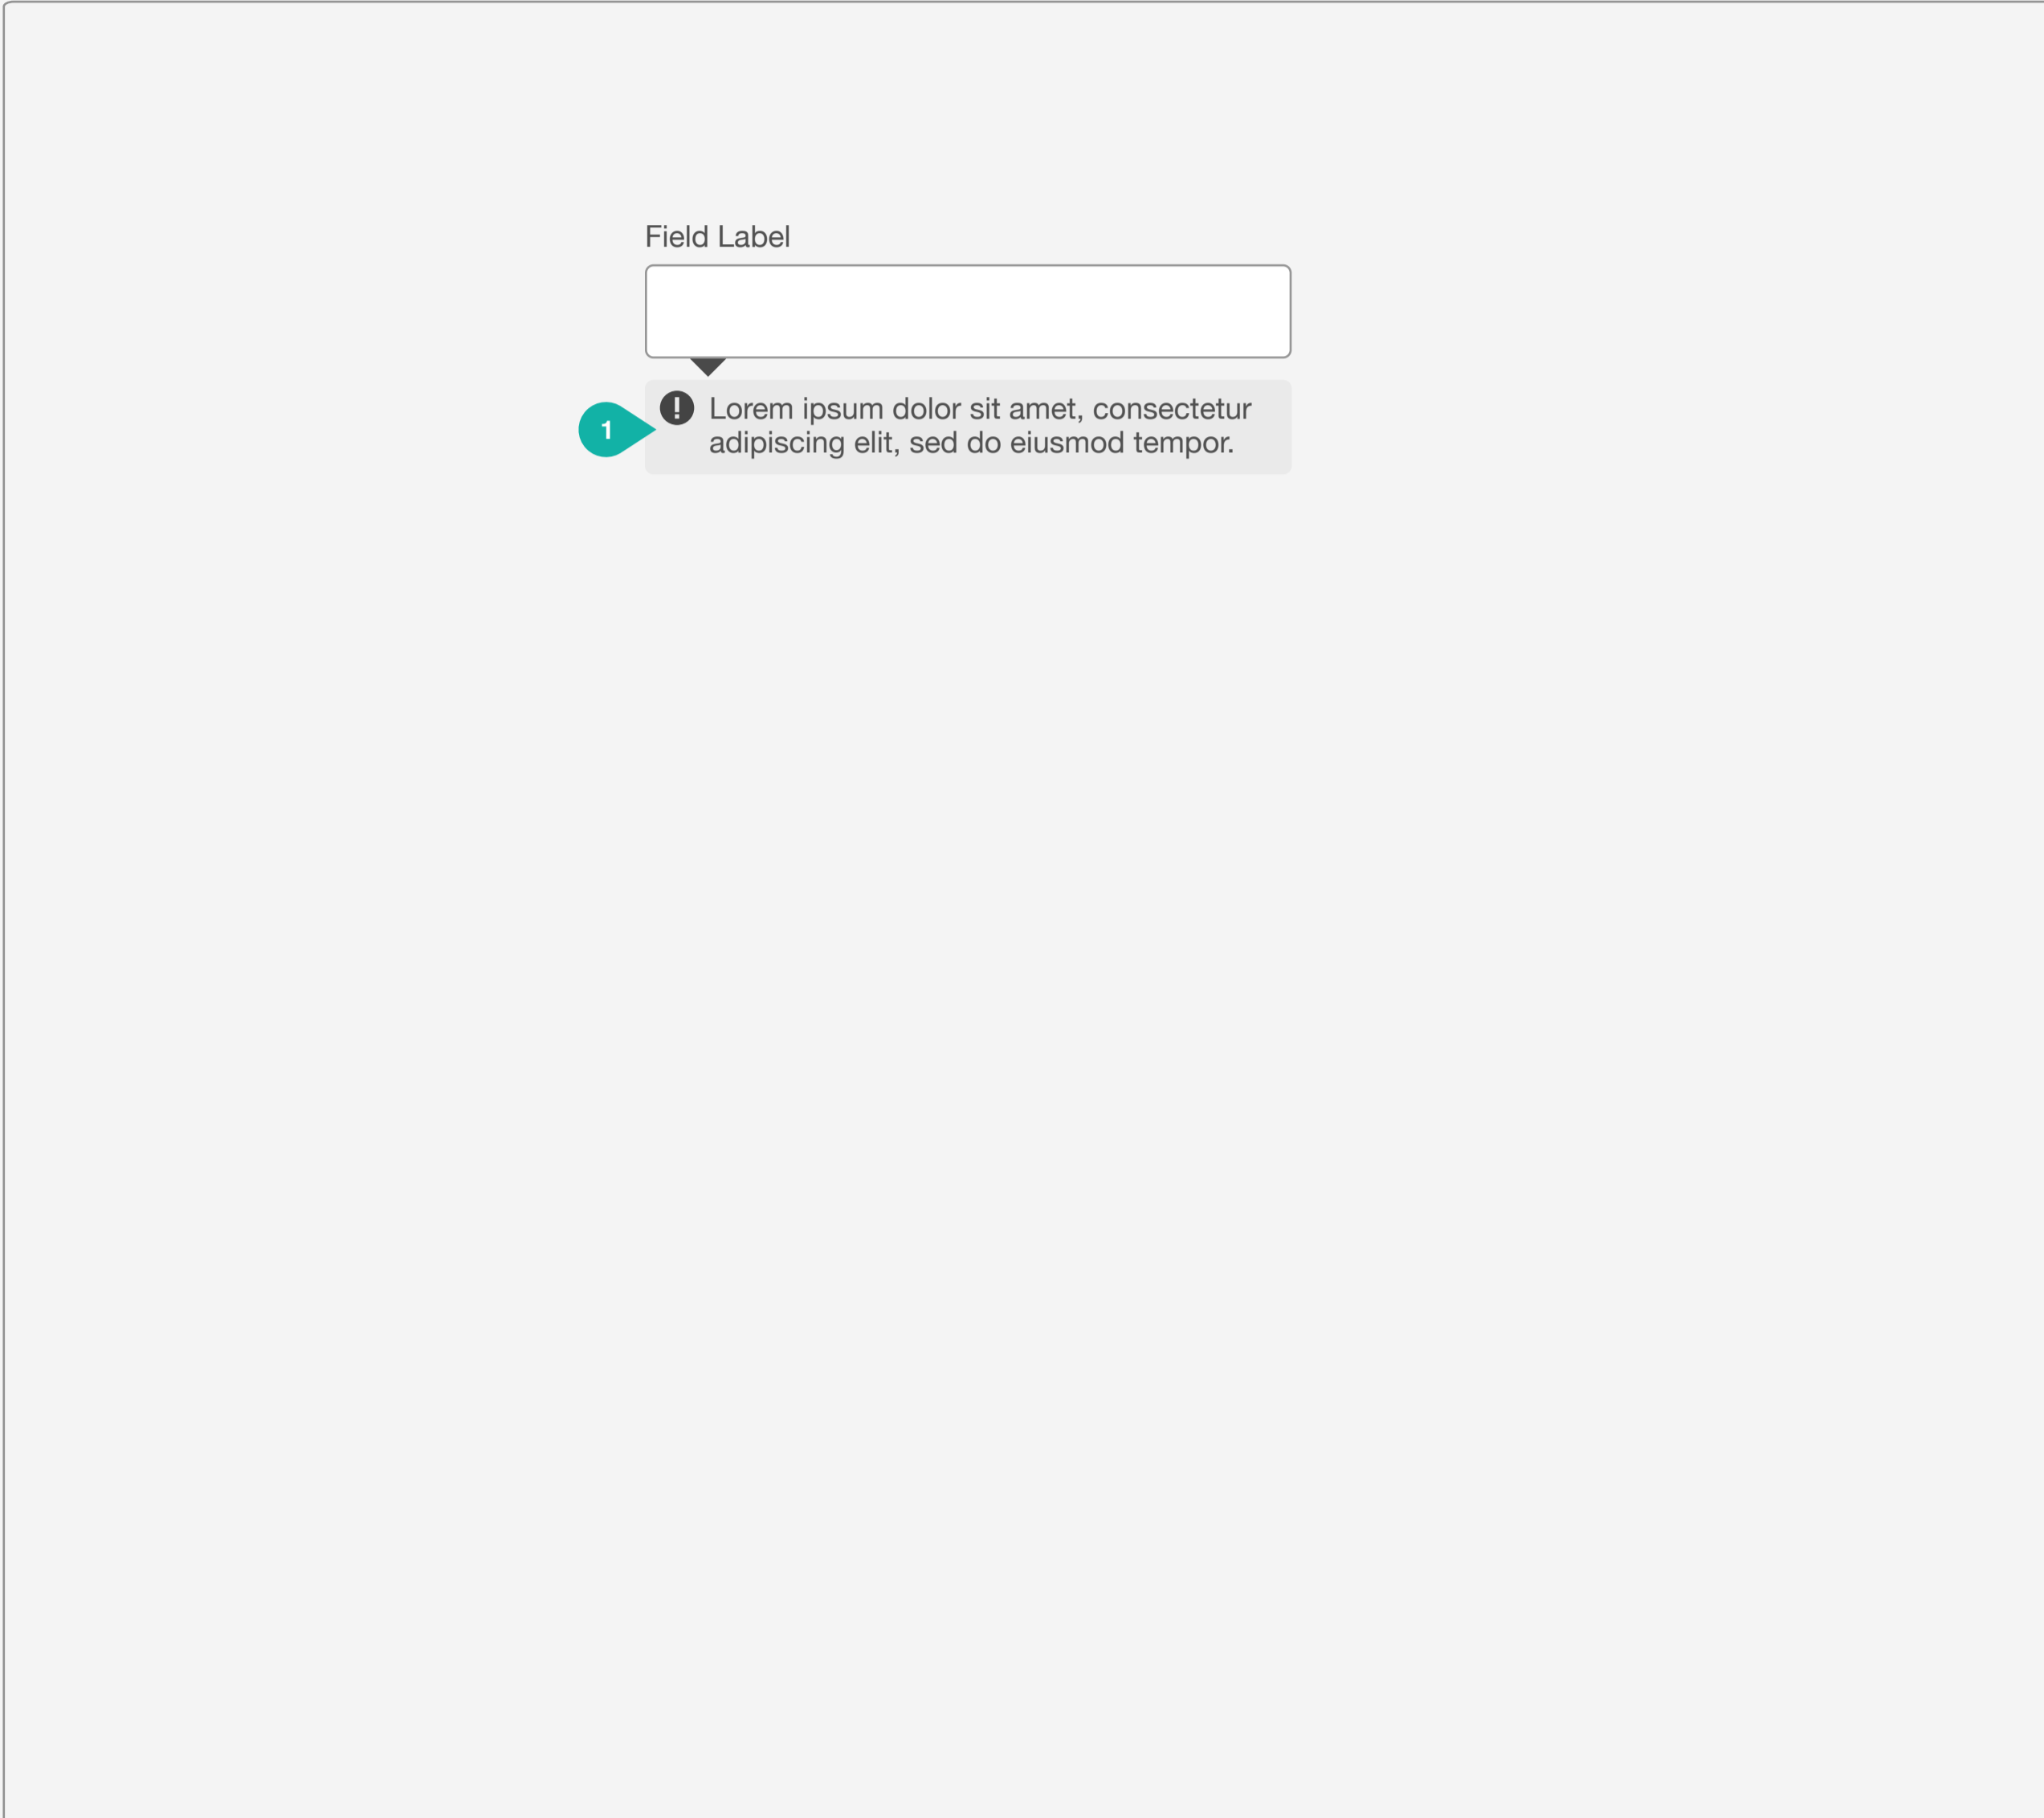 Field Label
!
Lorem ipsum dolor sit amet, consectetur
1
adipiscing elit, sed do eiusmod tempor.